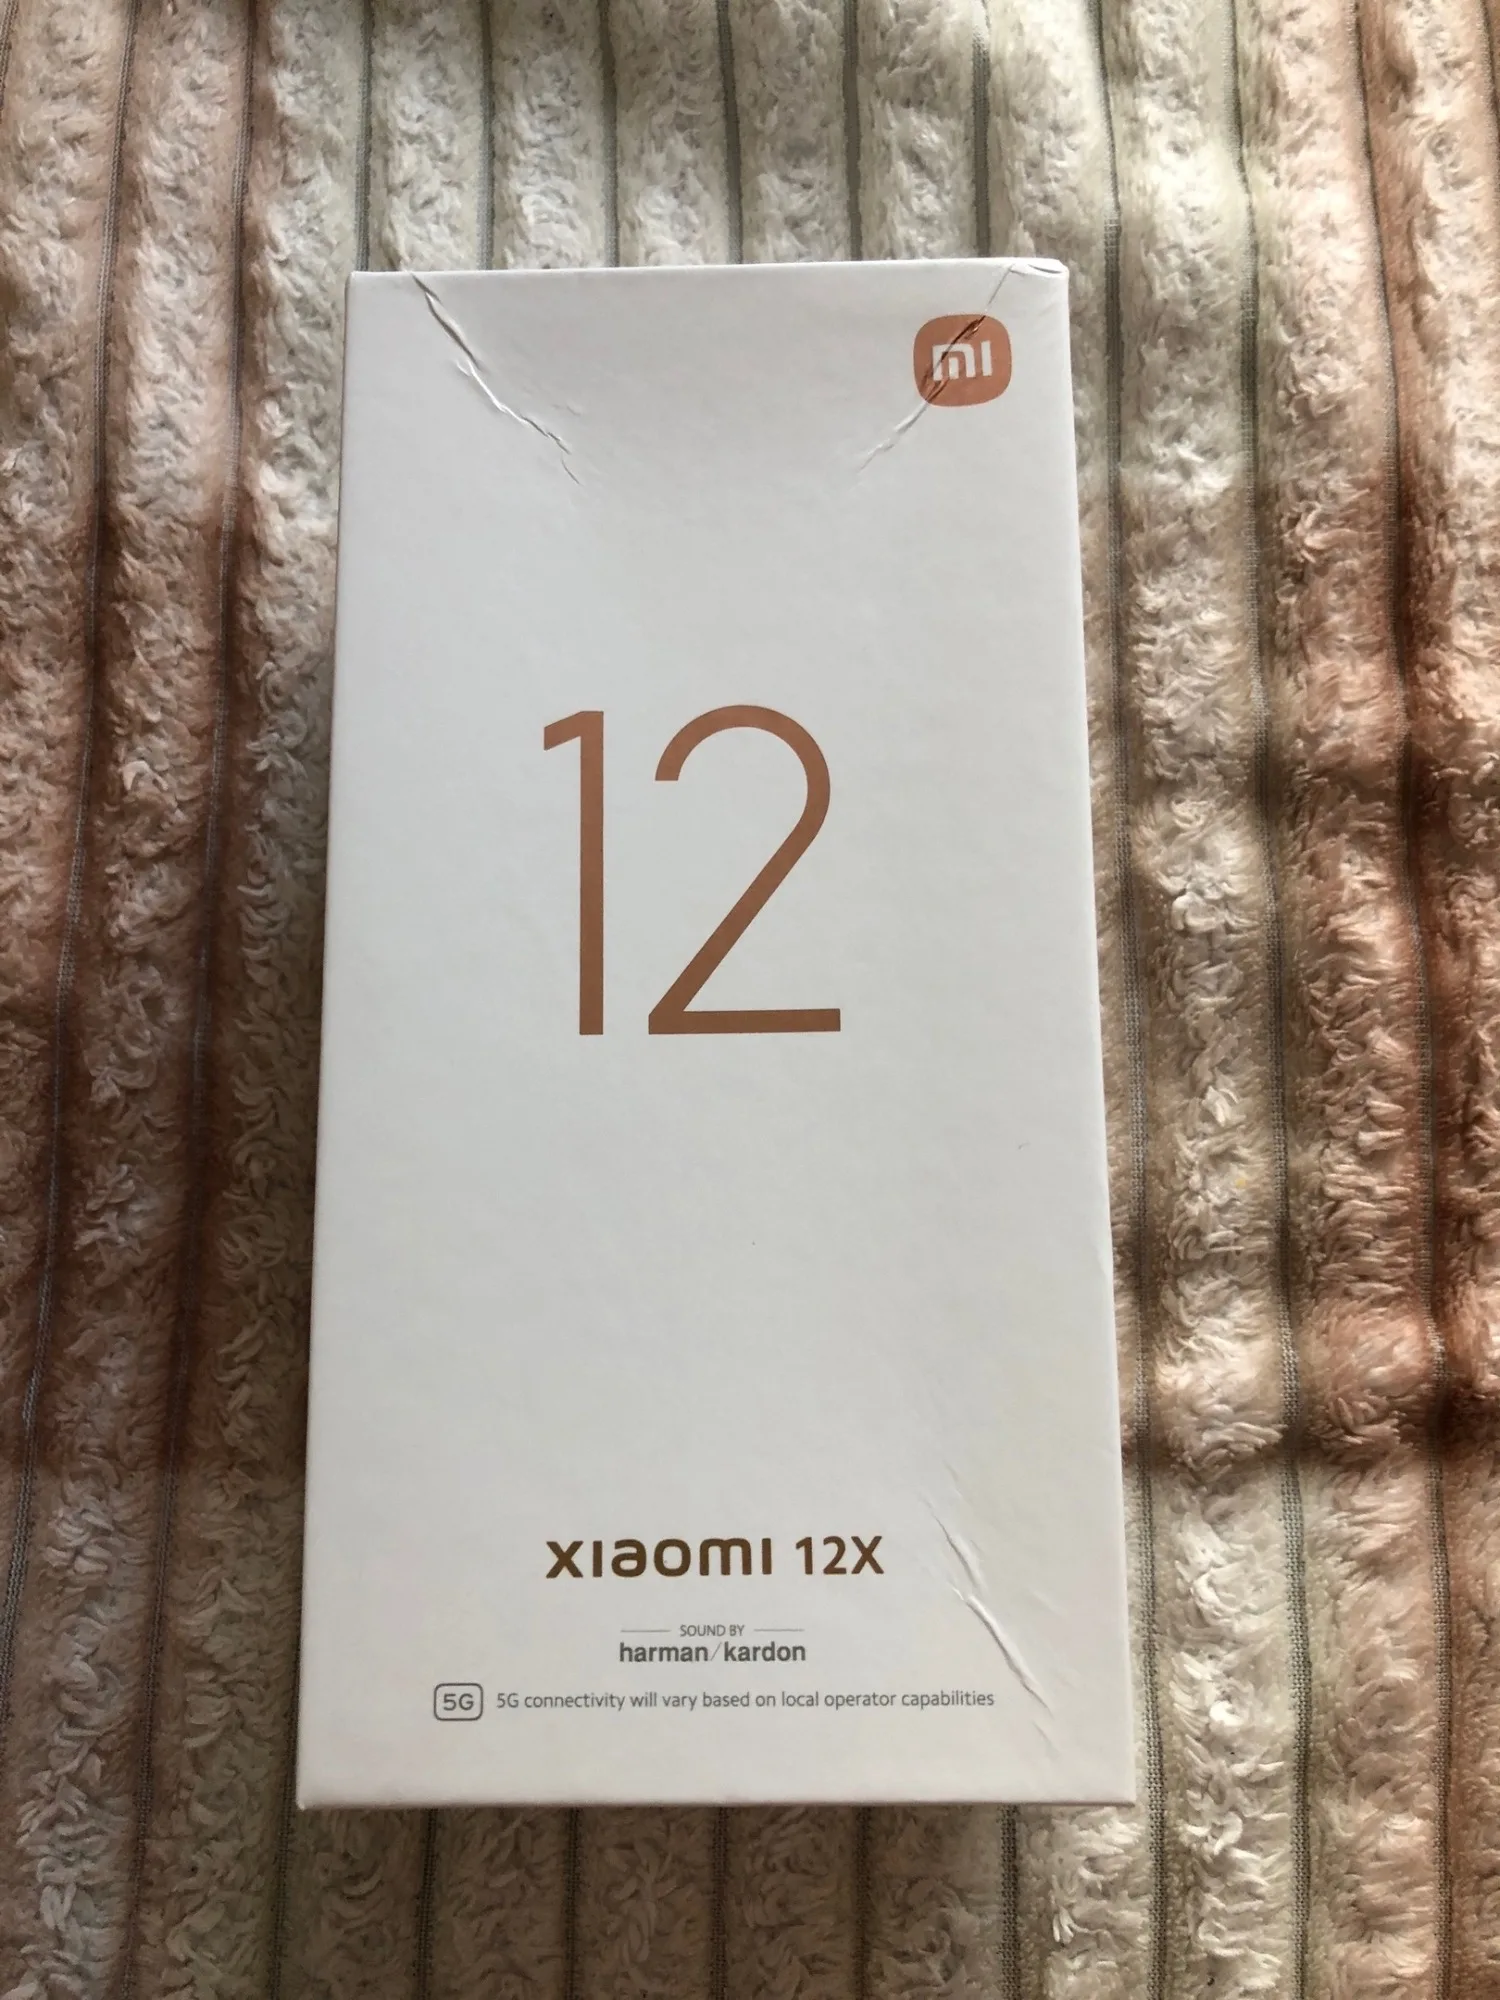 mi
12
xiaomi 12X
SOUND BY
harman/kardon
5G 5G connectivity will vary based on local operator capabilities